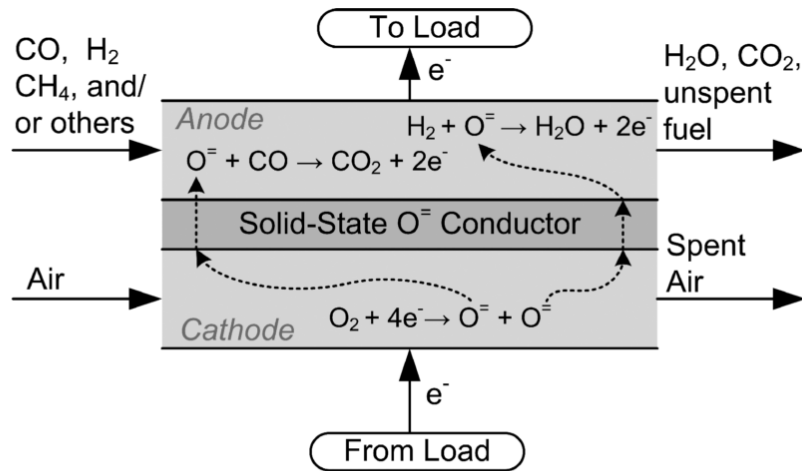 To Load
e⁻
CO, H₂
CH₄, and/
or others
H₂O, CO₂,
unspent
fuel
Anode
H₂ + O⁼ → H₂O + 2e⁻
O⁼ + CO → CO₂ + 2e⁻
Solid-State O⁼ Conductor
Air
Spent
Air
O₂ + 4e⁻→ O⁼ + O⁼
Cathode
e⁻
From Load